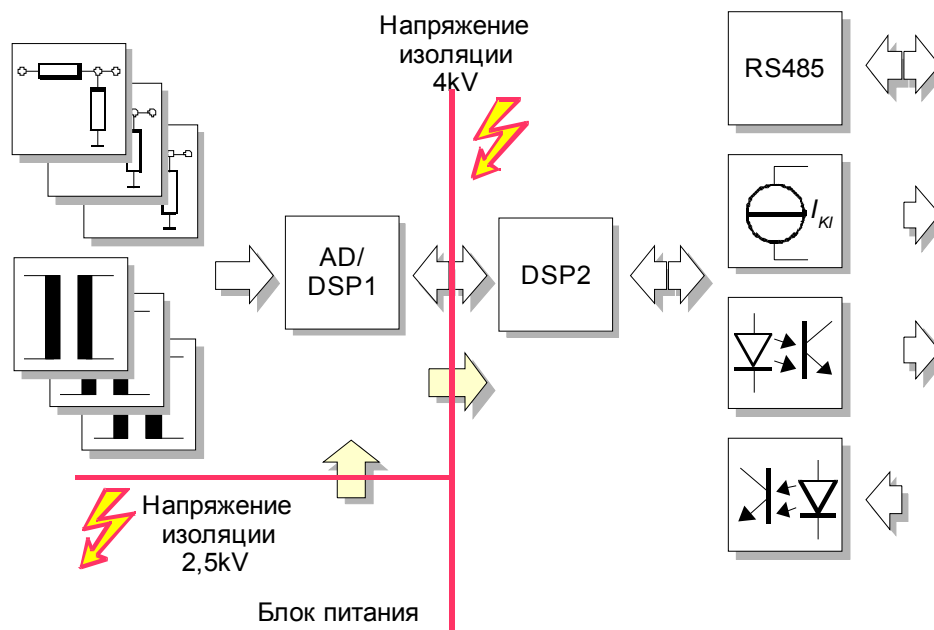 Напряжение
изоляции
4kV
RS485
AD/
DSP1
DSP2
I KI
Напряжение
изоляции
2,5kV
Блок питания